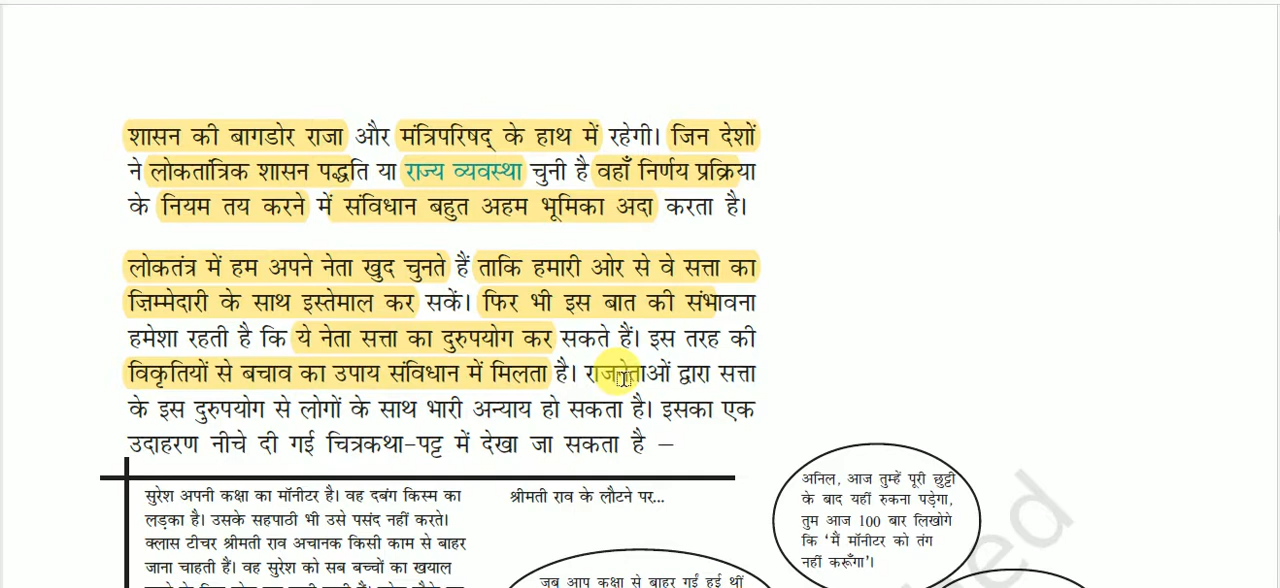 शासन की बागडोर राजा और मंत्रिपरिषद् के हाथ में रहेगी। जिन देशों
ने लोकतांत्रिक शासन पद्धति या राज्य व्यवस्था चुनी है वहाँ निर्णय प्रक्रिया
के नियम तय करने में संविधान बहुत अहम भूमिका अदा करता है।
लोकतंत्र में हम अपने नेता खुद चुनते हैं ताकि हमारी ओर से वे सत्ता का
ज़िम्मेदारी के साथ इस्तेमाल कर सकें। फिर भी इस बात की संभावना
हमेशा रहती है कि ये नेता सत्ता का दुरुपयोग कर सकते हैं। इस तरह की
विकृतियों से बचाव का उपाय संविधान में मिलता है। राजनेताओं द्वारा सत्ता
के इस दुरुपयोग से लोगों के साथ भारी अन्याय हो सकता है। इसका एक
उदाहरण नीचे दी गई चित्रकथा-पट्ट में देखा जा सकता है –
सुरेश अपनी कक्षा का मॉनीटर है। वह दबंग किस्म का
लड़का है। उसके सहपाठी भी उसे पसंद नहीं करते।
क्लास टीचर श्रीमती राव अचानक किसी काम से बाहर
जाना चाहती हैं। वह सुरेश को सब बच्चों का खयाल
श्रीमती राव के लौटने पर...
जब आप कक्षा से बाहर गईं हुई थीं
अनिल, आज तुम्हें पूरी छुट्टी
के बाद यहीं रुकना पड़ेगा,
तुम आज 100 बार लिखोगे
कि ‘मैं मॉनीटर को तंग
नहीं करूँगा’।